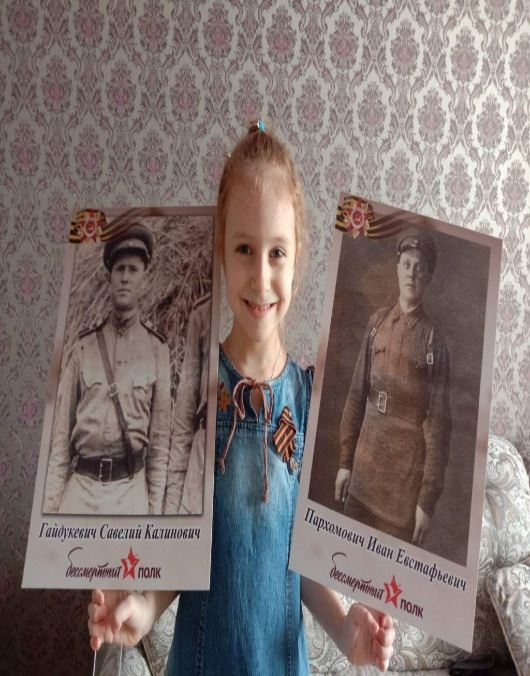 Гайдукевич Савелий Калинович
бессмертный полк
Пархомович Иван Евстафьевич
бессмертный полк